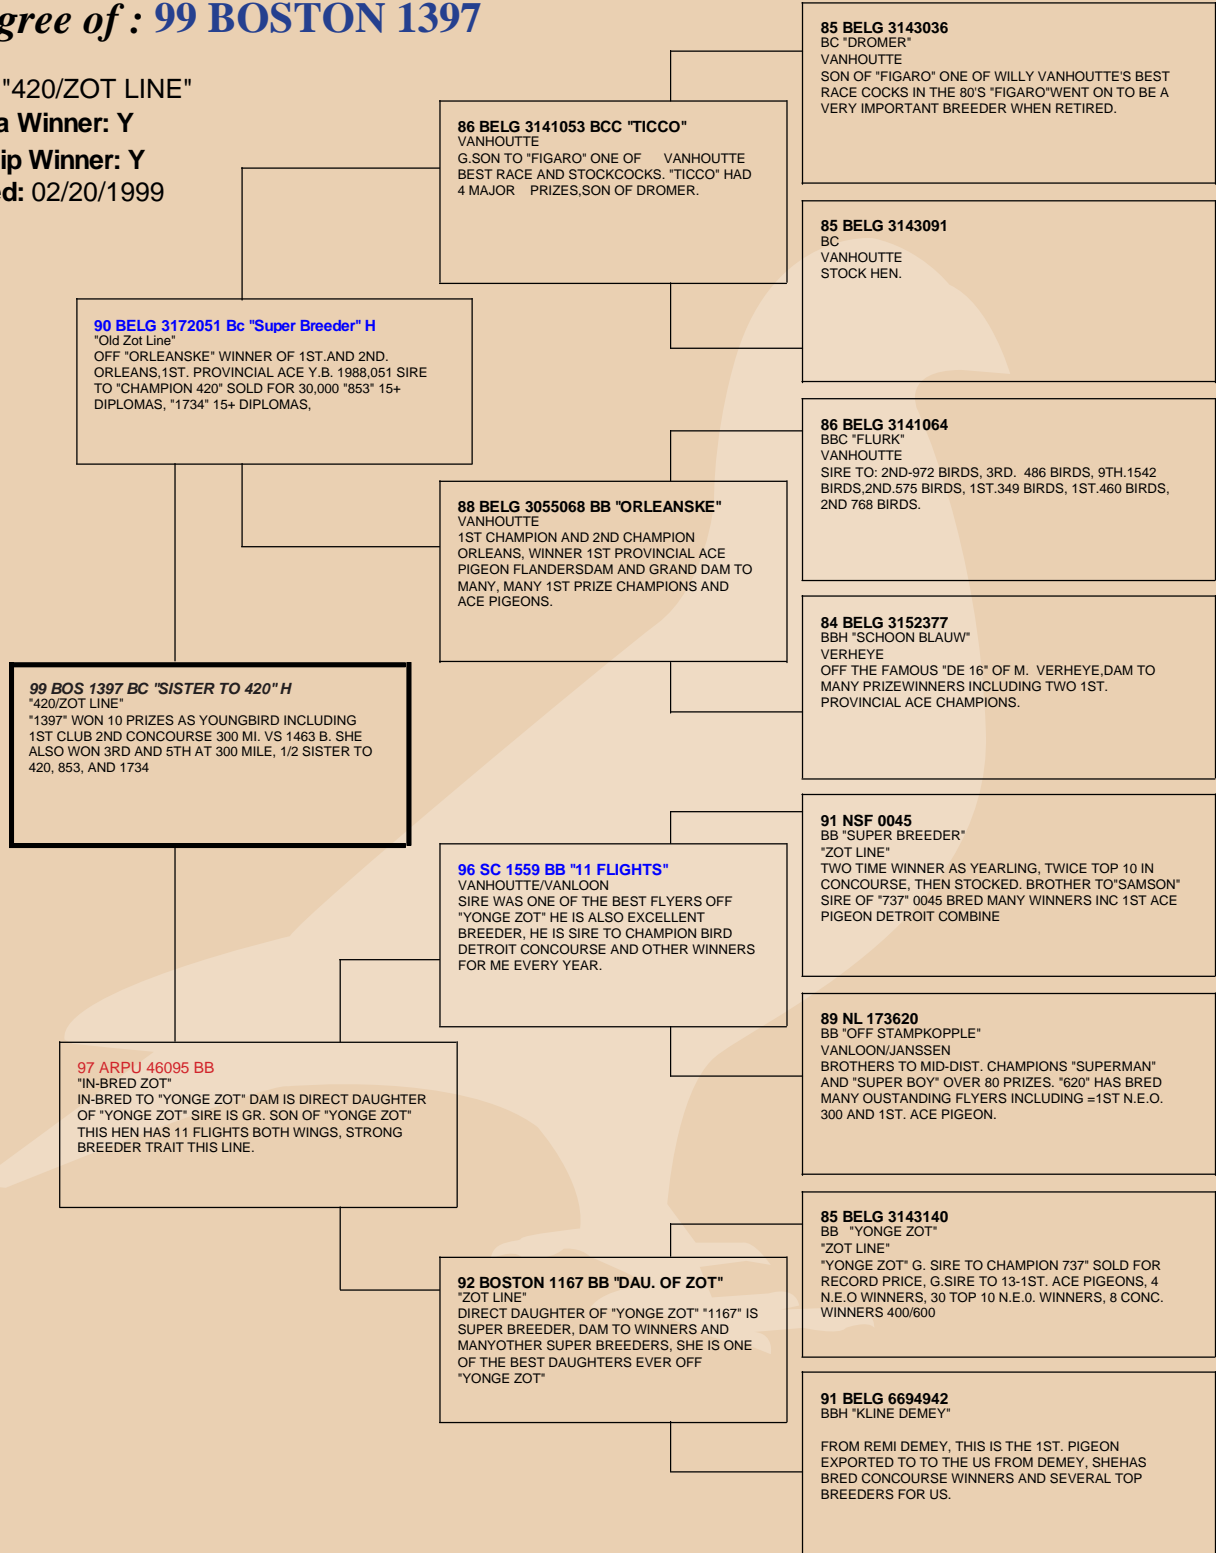 gree of : 99 BOSTON 1397
"420/ZOT LINE"
a Winner: Y
ip Winner: Y
ed: 02/20/1999
85 BELG 3143036
BC "DROMER"
VANHOUTTE
SON OF "FIGARO" ONE OF WILLY VANHOUTTE'S BEST
RACE COCKS IN THE 80'S "FIGARO"WENT ON TO BE A
VERY IMPORTANT BREEDER WHEN RETIRED.
86 BELG 3141053 BCC "TICCO"
VANHOUTTE
G.SON TO "FIGARO" ONE OF VANHOUTTE
BEST RACE AND STOCKCOCKS. "TICCO" HAD
4 MAJOR PRIZES,SON OF DROMER.
85 BELG 3143091
BC
VANHOUTTE
STOCK HEN.
90 BELG 3172051 Bc "Super Breeder" H
"Old Zot Line"
OFF "ORLEANSKE" WINNER OF 1ST.AND 2ND.
ORLEANS,1ST. PROVINCIAL ACE Y.B. 1988,051 SIRE
TO "CHAMPION 420" SOLD FOR 30,000 "853" 15+
DIPLOMAS, "1734" 15+ DIPLOMAS,
86 BELG 3141064
BBC "FLURK"
VANHOUTTE
SIRE TO: 2ND-972 BIRDS, 3RD. 486 BIRDS, 9TH.1542
BIRDS,2ND.575 BIRDS, 1ST.349 BIRDS, 1ST.460 BIRDS,
2ND 768 BIRDS.
88 BELG 3055068 BB "ORLEANSKE"
VANHOUTTE
1ST CHAMPION AND 2ND CHAMPION
ORLEANS, WINNER 1ST PROVINCIAL ACE
PIGEON FLANDERSDAM AND GRAND DAM TO
MANY, MANY 1ST PRIZE CHAMPIONS AND
ACE PIGEONS.
84 BELG 3152377
BBH "SCHOON BLAUW"
VERHEYE
OFF THE FAMOUS "DE 16" OF M. VERHEYE,DAM TO
MANY PRIZEWINNERS INCLUDING TWO 1ST.
PROVINCIAL ACE CHAMPIONS.
99 BOS 1397 BC "SISTER TO 420" H
"420/ZOT LINE"
"1397" WON 10 PRIZES AS YOUNGBIRD INCLUDING
1ST CLUB 2ND CONCOURSE 300 MI. VS 1463 B. SHE
ALSO WON 3RD AND 5TH AT 300 MILE, 1/2 SISTER TO
420, 853, AND 1734
91 NSF 0045
BB "SUPER BREEDER"
"ZOT LINE"
TWO TIME WINNER AS YEARLING, TWICE TOP 10 IN
CONCOURSE, THEN STOCKED. BROTHER TO"SAMSON"
SIRE OF "737" 0045 BRED MANY WINNERS INC 1ST ACE
PIGEON DETROIT COMBINE
96 SC 1559 BB "11 FLIGHTS"
VANHOUTTE/VANLOON
SIRE WAS ONE OF THE BEST FLYERS OFF
"YONGE ZOT" HE IS ALSO EXCELLENT
BREEDER, HE IS SIRE TO CHAMPION BIRD
DETROIT CONCOURSE AND OTHER WINNERS
FOR ME EVERY YEAR.
89 NL 173620
BB "OFF STAMPKOPPLE"
VANLOON/JANSSEN
BROTHERS TO MID-DIST. CHAMPIONS "SUPERMAN"
AND "SUPER BOY" OVER 80 PRIZES. "620" HAS BRED
MANY OUSTANDING FLYERS INCLUDING =1ST N.E.O.
300 AND 1ST. ACE PIGEON.
97 ARPU 46095 BB
"IN-BRED ZOT"
IN-BRED TO "YONGE ZOT" DAM IS DIRECT DAUGHTER
OF "YONGE ZOT" SIRE IS GR. SON OF "YONGE ZOT"
THIS HEN HAS 11 FLIGHTS BOTH WINGS, STRONG
BREEDER TRAIT THIS LINE.
85 BELG 3143140
BB "YONGE ZOT"
"ZOT LINE"
"YONGE ZOT" G. SIRE TO CHAMPION 737" SOLD FOR
RECORD PRICE, G.SIRE TO 13-1ST. ACE PIGEONS, 4
N.E.O WINNERS, 30 TOP 10 N.E.0. WINNERS, 8 CONC.
WINNERS 400/600
92 BOSTON 1167 BB "DAU. OF ZOT"
"ZOT LINE"
DIRECT DAUGHTER OF "YONGE ZOT" "1167" IS
SUPER BREEDER, DAM TO WINNERS AND
MANYOTHER SUPER BREEDERS, SHE IS ONE
OF THE BEST DAUGHTERS EVER OFF
"YONGE ZOT"
91 BELG 6694942
BBH "KLINE DEMEY"
FROM REMI DEMEY, THIS IS THE 1ST. PIGEON
EXPORTED TO TO THE US FROM DEMEY, SHEHAS
BRED CONCOURSE WINNERS AND SEVERAL TOP
BREEDERS FOR US.